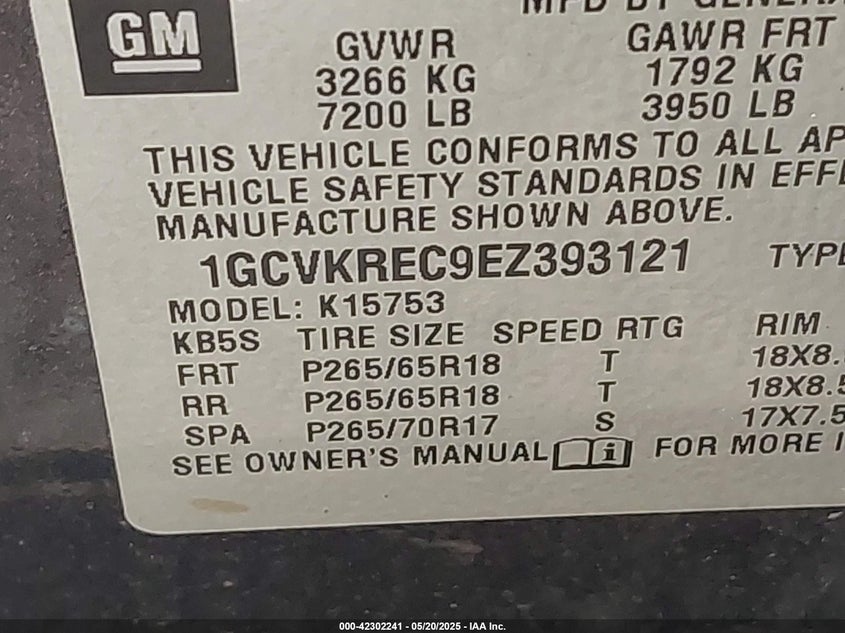 MFD BY GENERA
GM
GVWR GAWR FRT
3266 KG 1792 KG
7200 LB 3950 LB
THIS VEHICLE CONFORMS TO ALL AP
VEHICLE SAFETY STANDARDS IN EFF
MANUFACTURE SHOWN ABOVE.
1GCVKREC9EZ393121 TYPE
MODEL: K15753
KB5S TIRE SIZE SPEED RTG RIM
FRT P265/65R18 T 18X8.
RR P265/65R18 T 18X8.5
SPA P265/70R17 S 17X7.5
SEE OWNER'S MANUAL i FOR MORE I
000-42302241 - 05/20/2025 - IAA Inc.